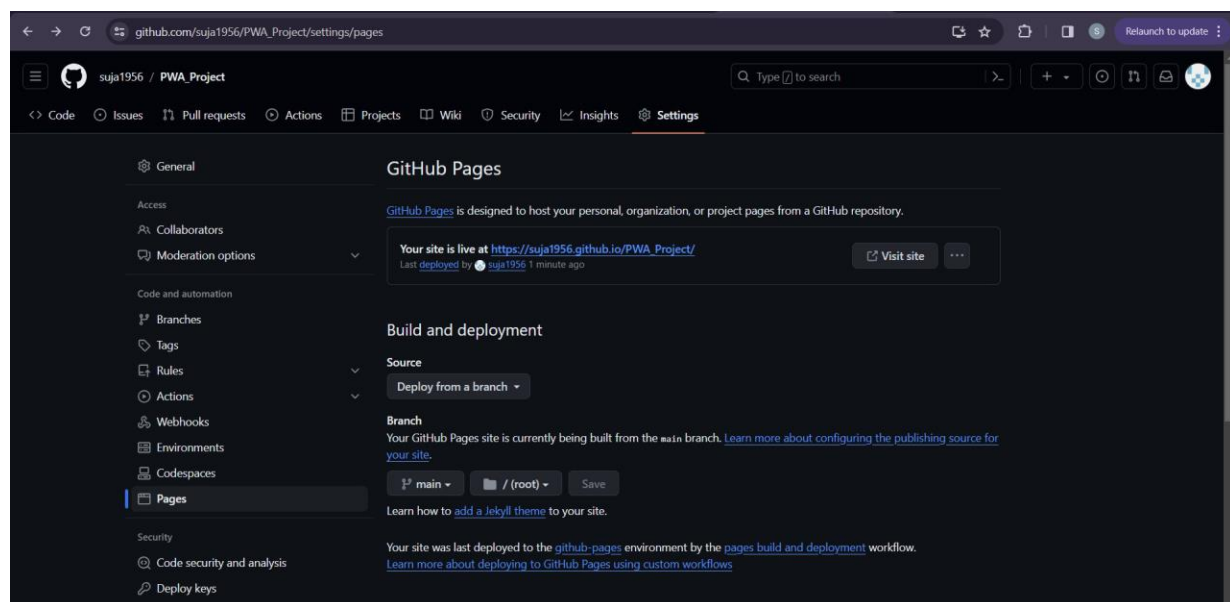 github.com/suja1956/PWA_Project/settings/pages
S
Relaunch to update
suja1956 / PWA_Project
Type / to search
Code
Issues
Pull requests
Actions
Projects
Wiki
Security
Insights
Settings
General
Access
Collaborators
Moderation options
Code and automation
Branches
Tags
Rules
Actions
Webhooks
Environments
Codespaces
Pages
Security
Code security and analysis
Deploy keys
GitHub Pages
GitHub Pages is designed to host your personal, organization, or project pages from a GitHub repository.
Your site is live at https://suja1956.github.io/PWA_Project/
Last deployed by suja1956 1 minute ago
Visit site
Build and deployment
Source
Deploy from a branch
Branch
Your GitHub Pages site is currently being built from the main branch. Learn more about configuring the publishing source for
your site.
main
/ (root)
Save
Learn how to add a Jekyll theme to your site.
Your site was last deployed to the github-pages environment by the pages build and deployment workflow.
Learn more about deploying to GitHub Pages using custom workflows